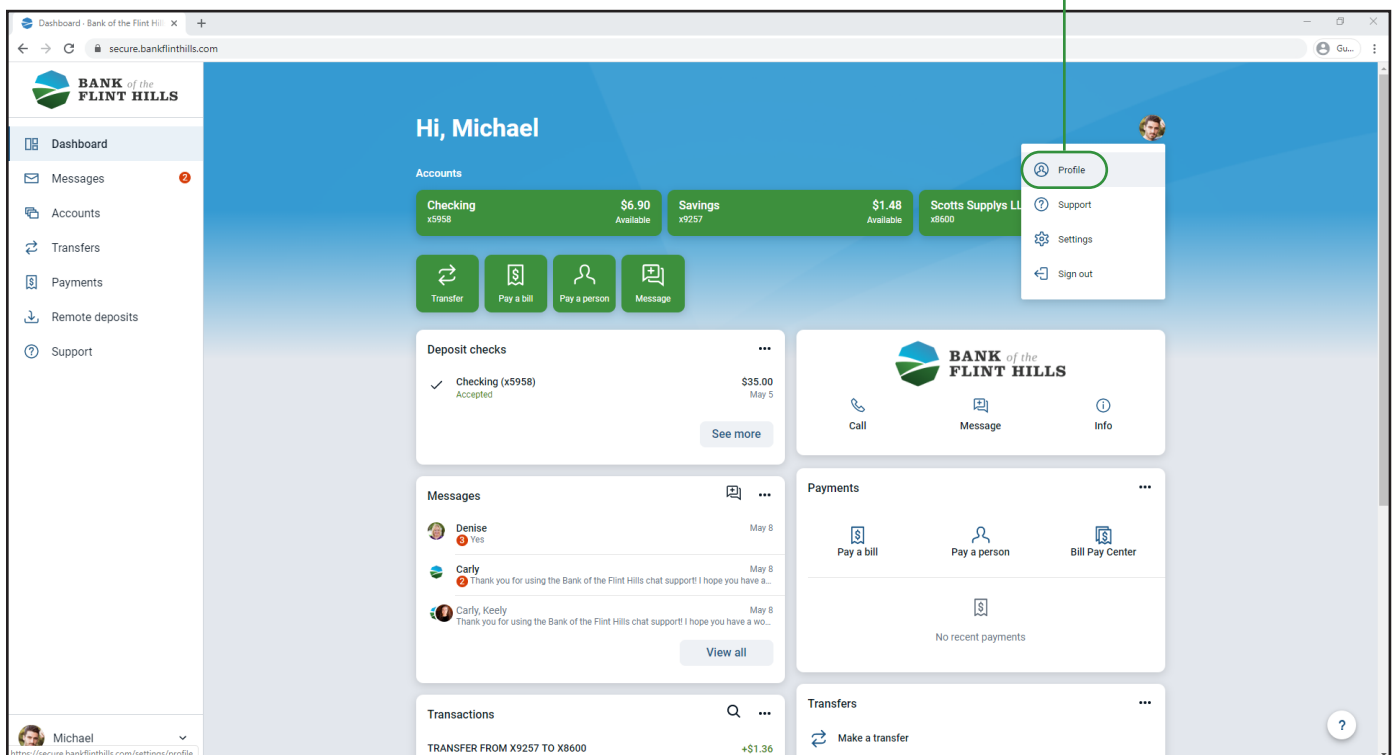 Dashboard - Bank of the Flint Hil
secure.bankflinthills.com
Gu...
BANK of the
FLINT HILLS
Dashboard
Messages 2
Accounts
Transfers
Payments
Remote deposits
Support
Michael
https://secure.bankflinthills.com/settings/profile
Hi, Michael
Profile
Support
Settings
Sign out
Accounts
Checking $6.90
x5958 Available
Savings $1.48
x9257 Available
Scotts Supplys LL
x8600
Transfer
Pay a bill
Pay a person
Message
Deposit checks
Checking (x5958) $35.00
Accepted May 5
See more
BANK of the
FLINT HILLS
Call
Message
Info
Messages
Denise May 8
3 Yes
Carly May 8
2 Thank you for using the Bank of the Flint Hills chat support! I hope you have a...
Carly, Keely May 8
Thank you for using the Bank of the Flint Hills chat support! I hope you have a wo...
View all
Payments
Pay a bill
Pay a person
Bill Pay Center
No recent payments
Transactions
TRANSFER FROM X9257 TO X8600 +$1.36
Transfers
Make a transfer
?